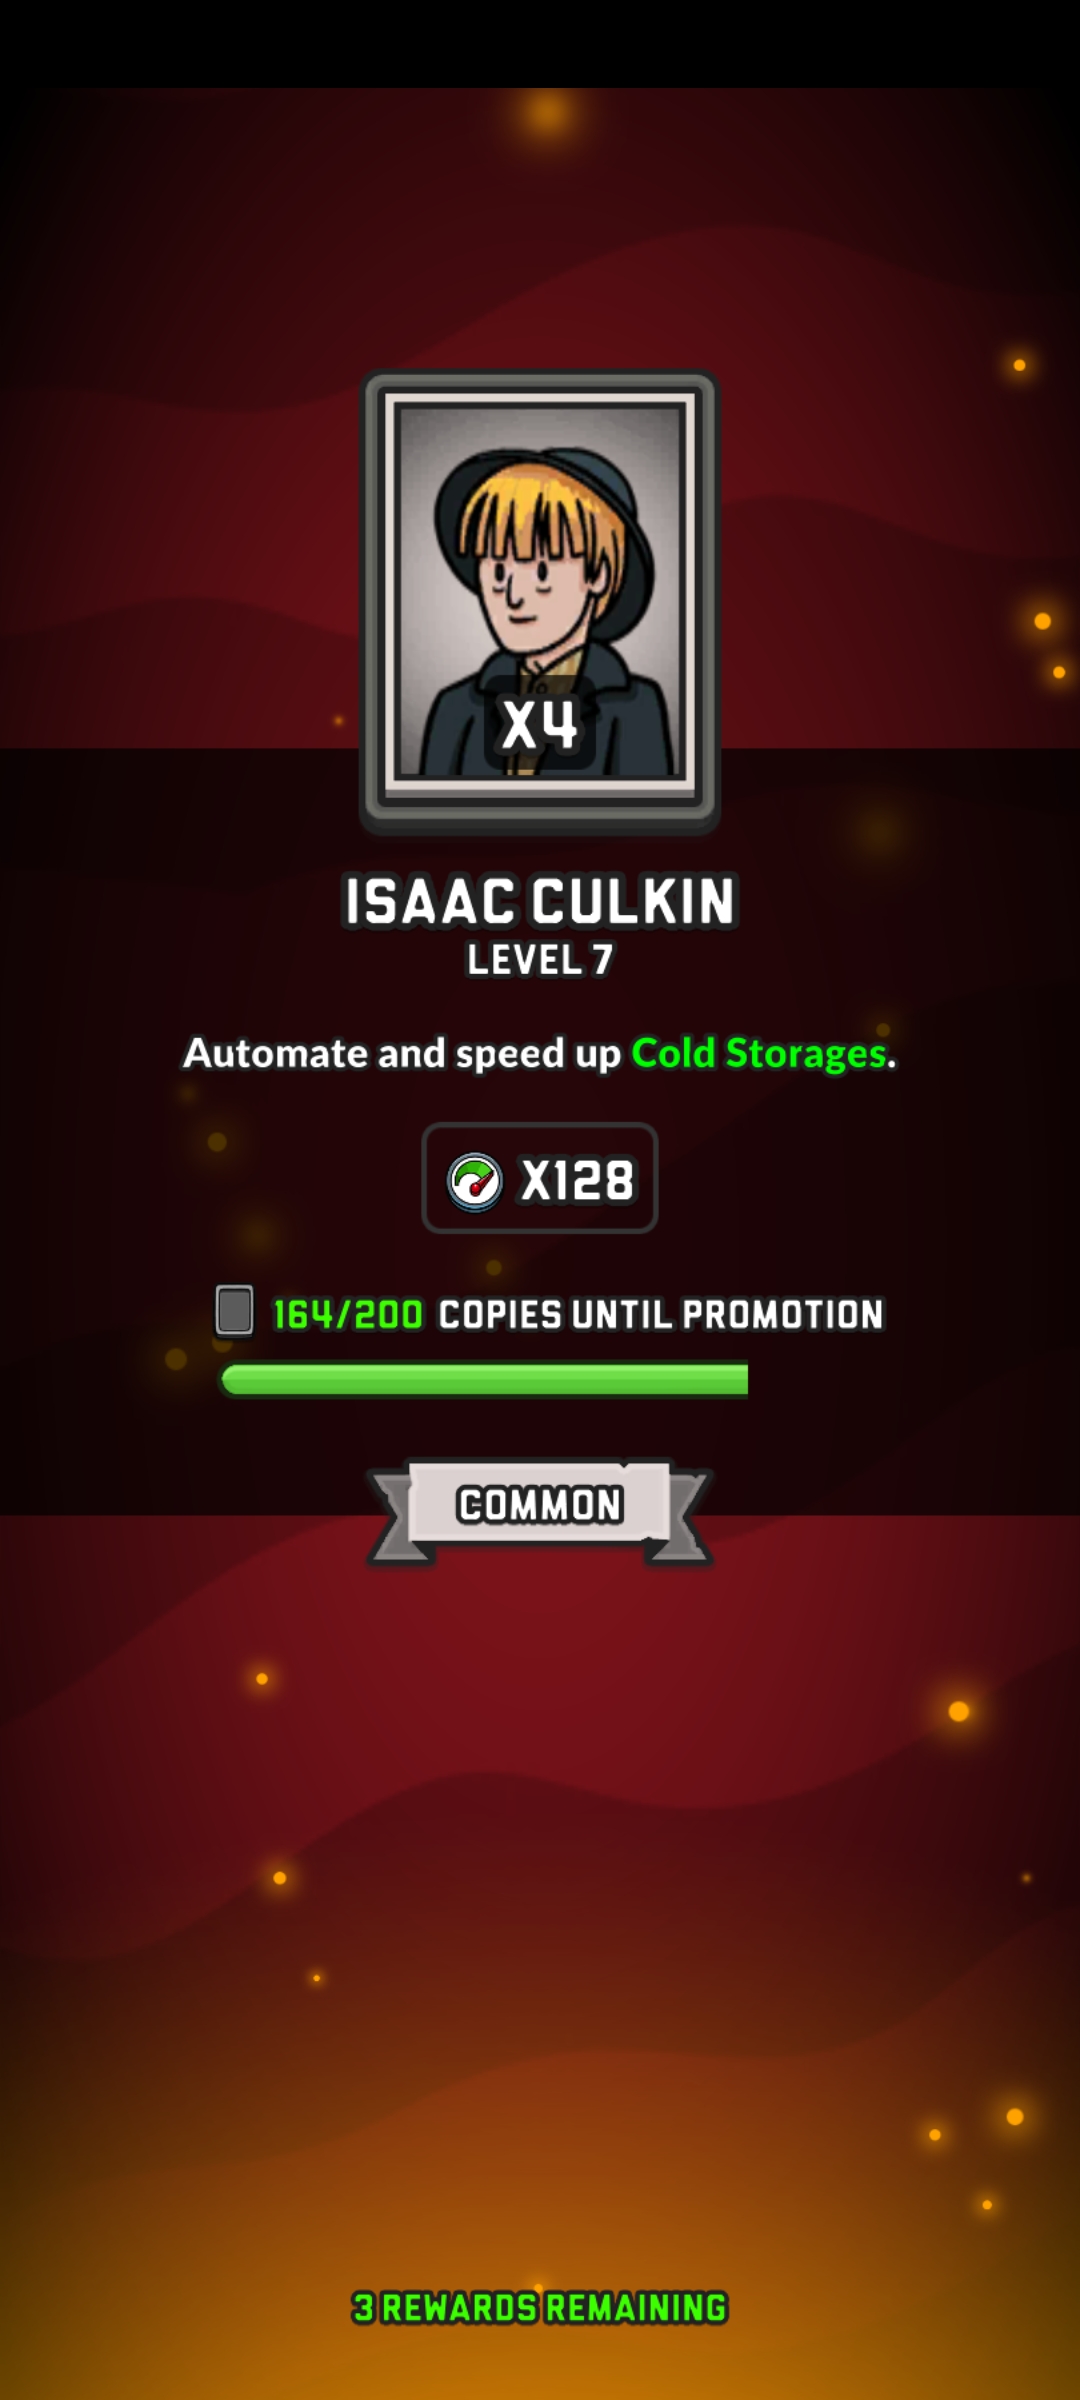 X4
ISAAC CULKIN
LEVEL 7
Automate and speed up Cold Storages.
X128
164/200 COPIES UNTIL PROMOTION
COMMON
3 REWARDS REMAINING